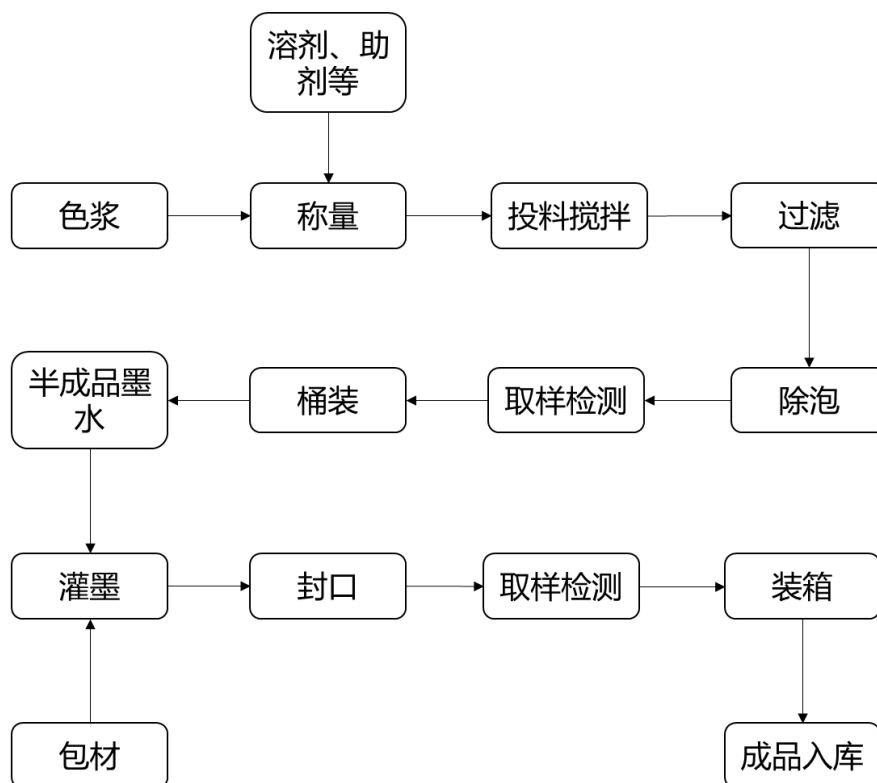 溶剂、助
剂等
色浆
称量
投料搅拌
过滤
半成品墨
水
桶装
取样检测
除泡
灌墨
封口
取样检测
装箱
包材
成品入库